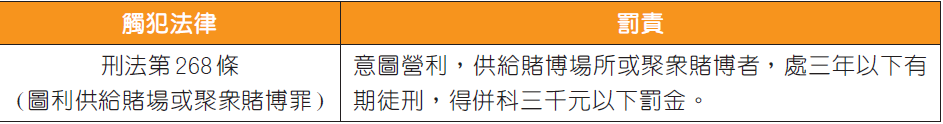 觸犯法律
罰責
刑法第268條
(圖利供給賭場或聚眾賭博罪)
意圖營利，供給賭博場所或聚眾賭博者，處三年以下有
期徒刑，得併科三千元以下罰金。